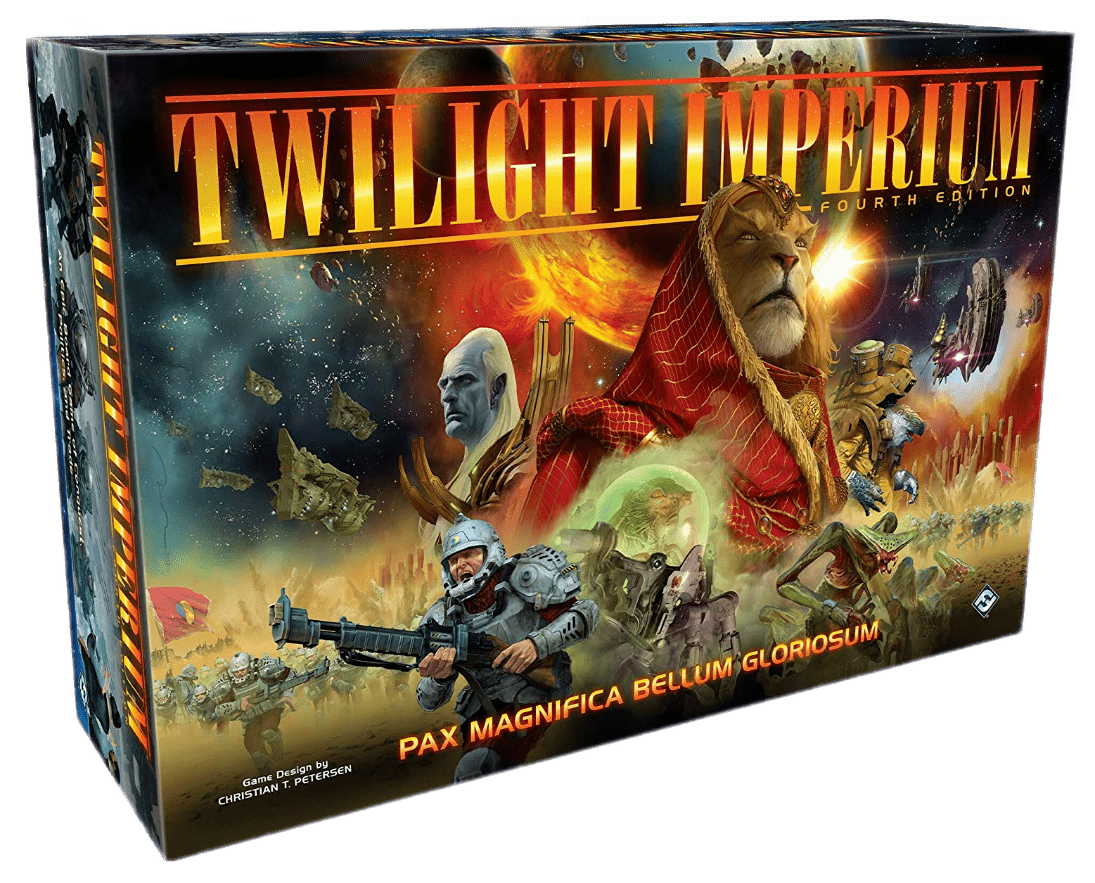 TWILIGHT IMPERIUM
FOURTH EDITION
PAX MAGNIFICA BELLUM GLORIOSUM
Game Design by
CHRISTIAN T. PETERSEN
TWILIGHT IMPERIUM